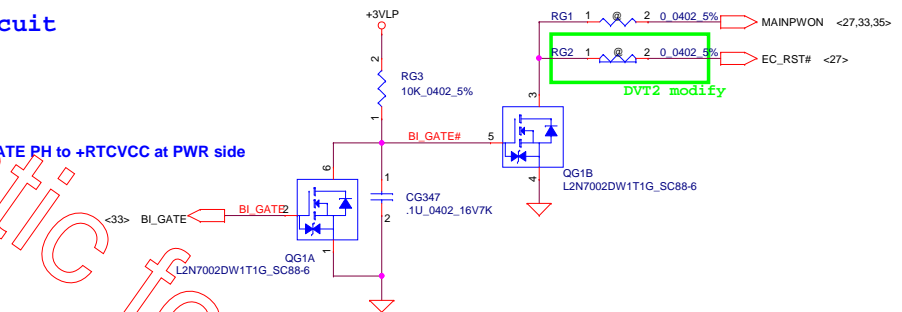 cuit
+3VLP
RG1 1 @ 2 0_0402_5% MAINPWON <27,33,35>
RG2 1 @ 2 0_0402_5% EC_RST# <27>
DVT2 modify
2
RG3
10K_0402_5%
1
3
BI_GATE# 5
ATE PH to +RTCVCC at PWR side
6
1
CG347
.1U_0402_16V7K
2
4
QG1B
L2N7002DW1T1G_SC88-6
<33> BI_GATE BI_GATE 2
1
QG1A
L2N7002DW1T1G_SC88-6
tic fo